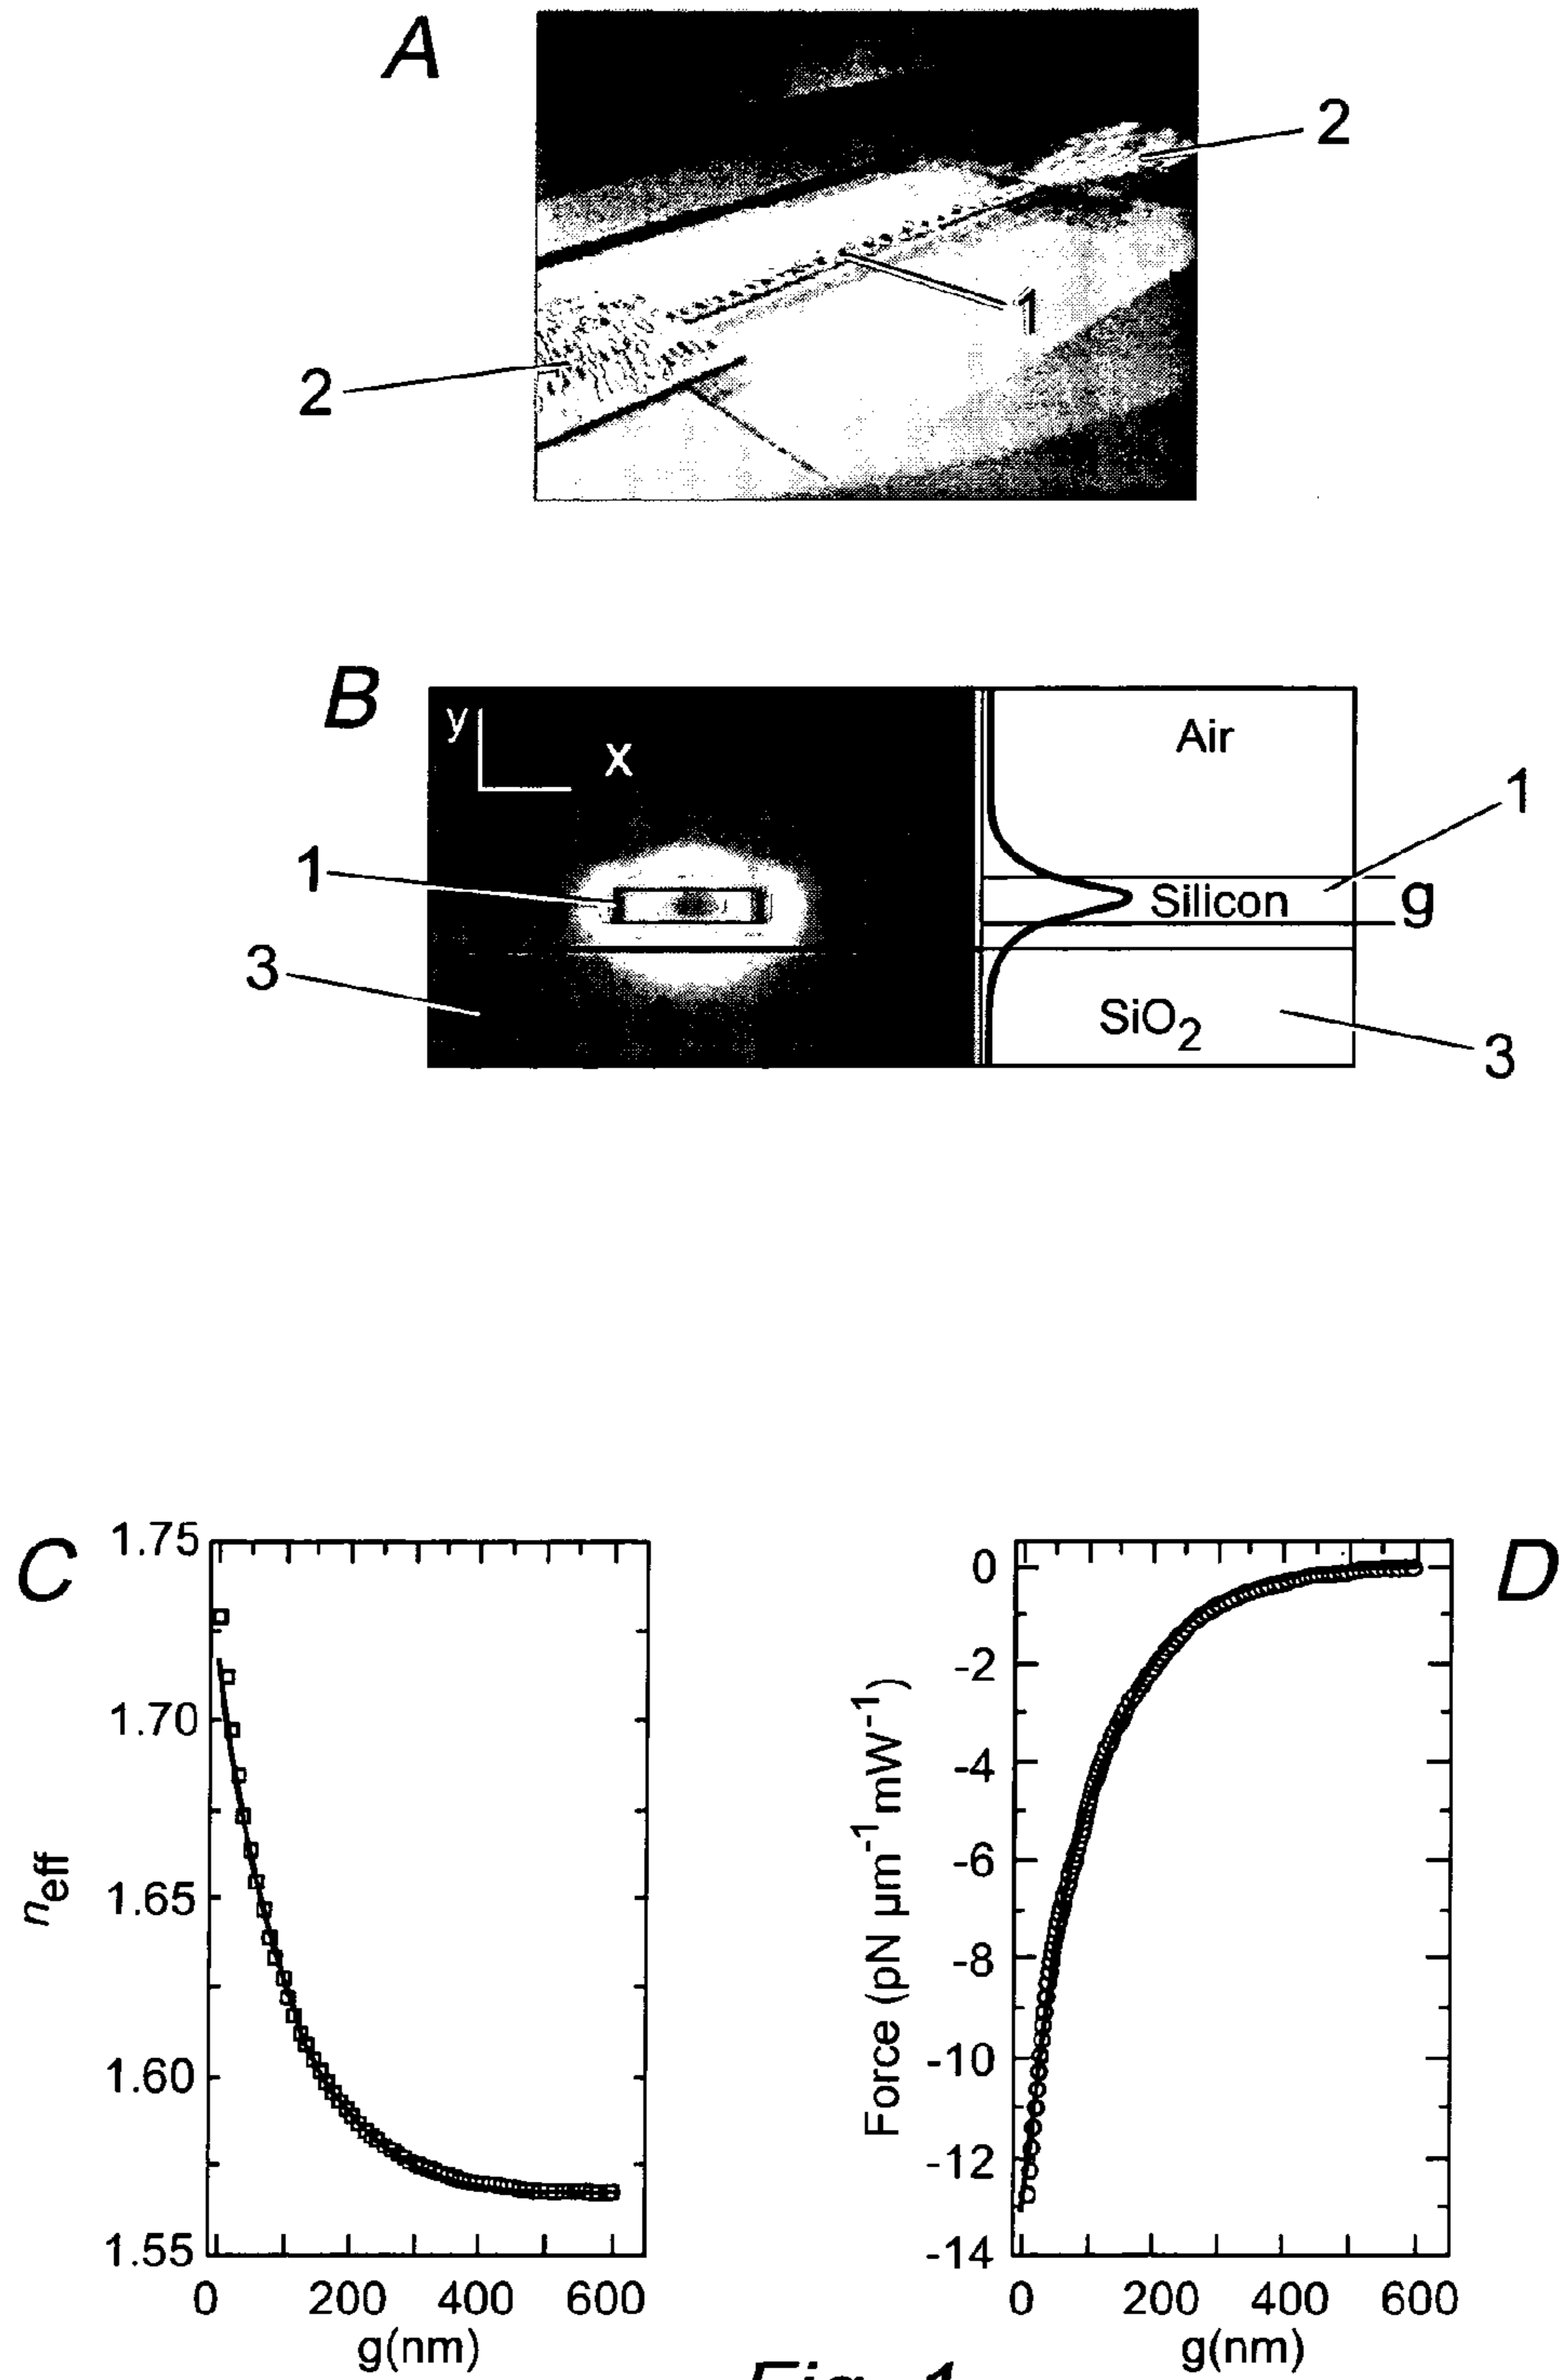 A
2
1
2
B
y
x
Air
1
1
Silicon
g
3
SiO2
3
C
1.75
1.70
1.65
1.60
1.55
neff
0 200 400 600
g(nm)
D
0
-2
-4
-6
-8
-10
-12
-14
Force (pN µm-1 mW-1)
0 200 400 600
g(nm)
Fig. 1